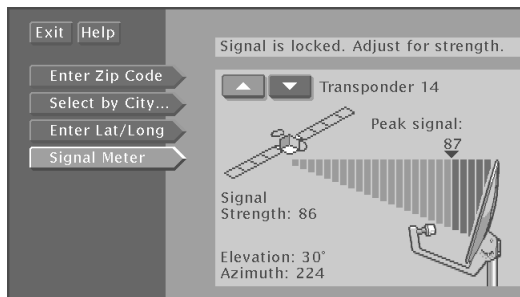 Exit Help
Signal is locked. Adjust for strength.
Enter Zip Code
Select by City...
Enter Lat/Long
Signal Meter
Transponder 14
Peak signal:
87
Signal
Strength: 86
Elevation: 30°
Azimuth: 224